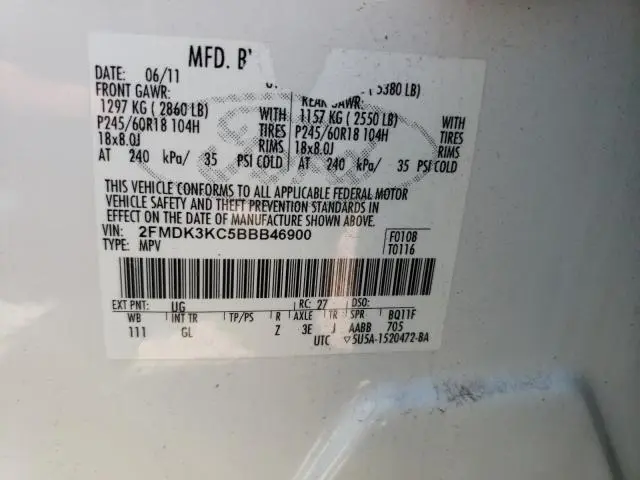 MFD. BY
DATE: 06/11
5380 LB)
FRONT GAWR: REAR GAWR:
1297 KG ( 2860 LB) WITH 1157 KG ( 2550 LB) WITH
P245/60R18 104H TIRES P245/60R18 104H TIRES
18x8.0J RIMS 18x8.0J RIMS
AT 240 kPa/ 35 PSI COLD AT 240 kPa/ 35 PSI COLD
THIS VEHICLE CONFORMS TO ALL APPLICABLE FEDERAL MOTOR
VEHICLE SAFETY AND THEFT PREVENTION STANDARDS IN
EFFECT ON THE DATE OF MANUFACTURE SHOWN ABOVE.
VIN: 2FMDK3KC5BBB46900 F0108
TYPE: MPV T0116
EXT PNT: UG RC: 27 DSO:
WB INT TR TP/PS R AXLE TR SPR BQ11F
111 GL Z 3E J AABB 705
UTC ▽5U5A-1520472-BA